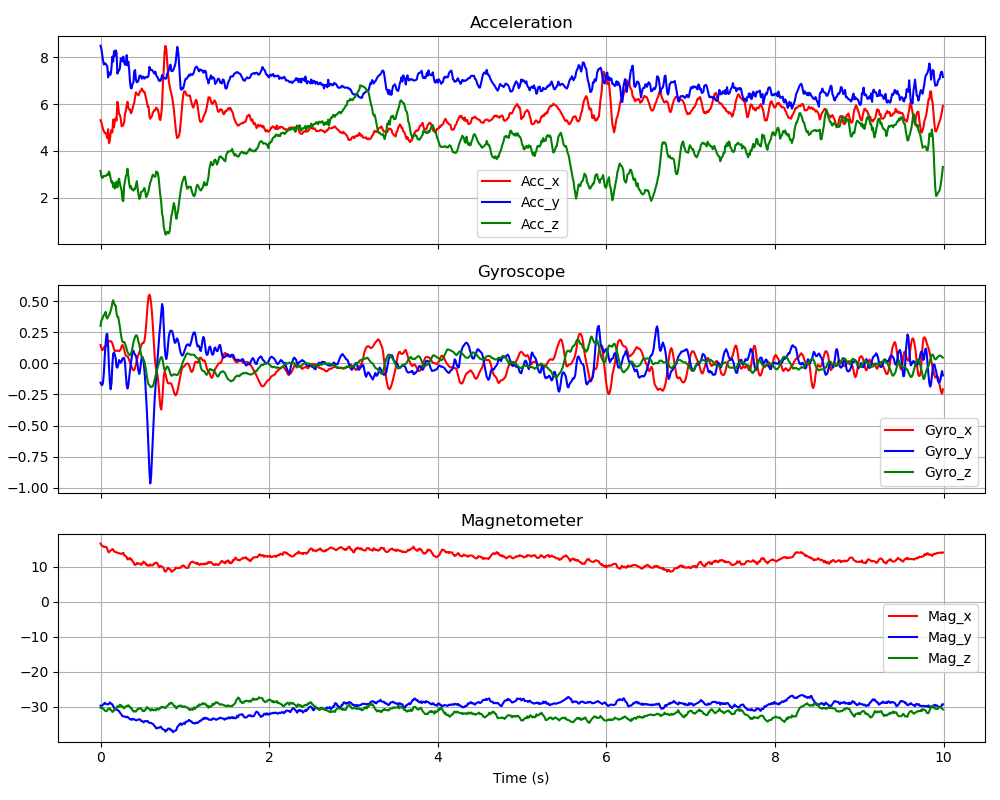 Acceleration
8
6
4
2
Acc_x
Acc_y
Acc_z
Gyroscope
0.50
0.25
0.00
−0.25
−0.50
−0.75
−1.00
Gyro_x
Gyro_y
Gyro_z
Magnetometer
10
0
−10
−20
−30
Mag_x
Mag_y
Mag_z
0 2 4 6 8 10
Time (s)